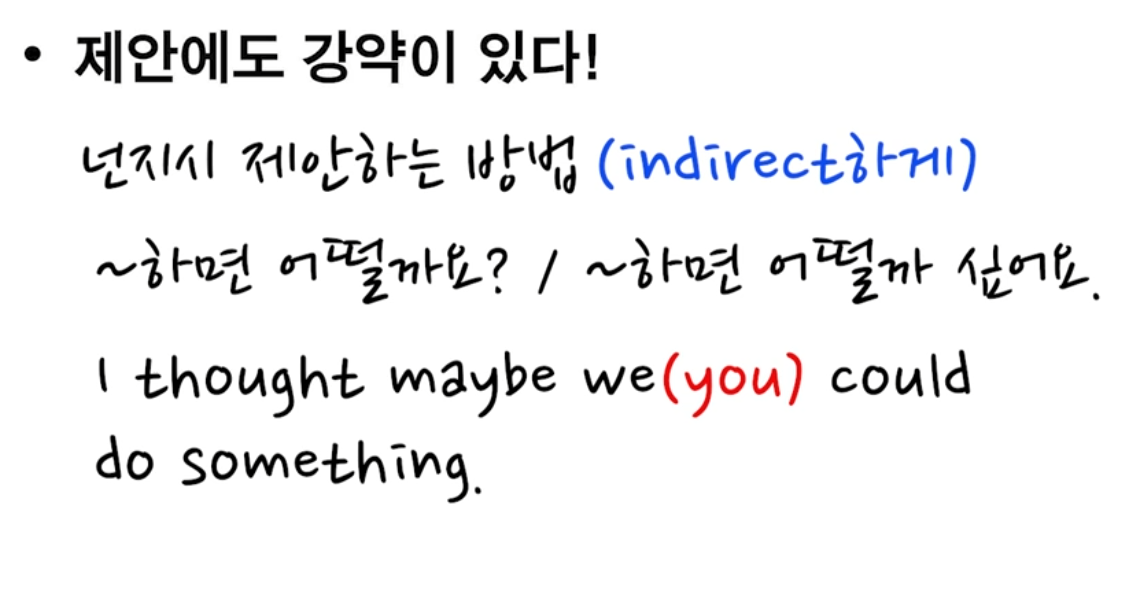 • 제안에도 강약이 있다!
넌지시 제안하는 방법 (indirect하게)
~하면 어떨까요? / ~하면 어떨까 싶어요.
I thought maybe we(you) could
do something.